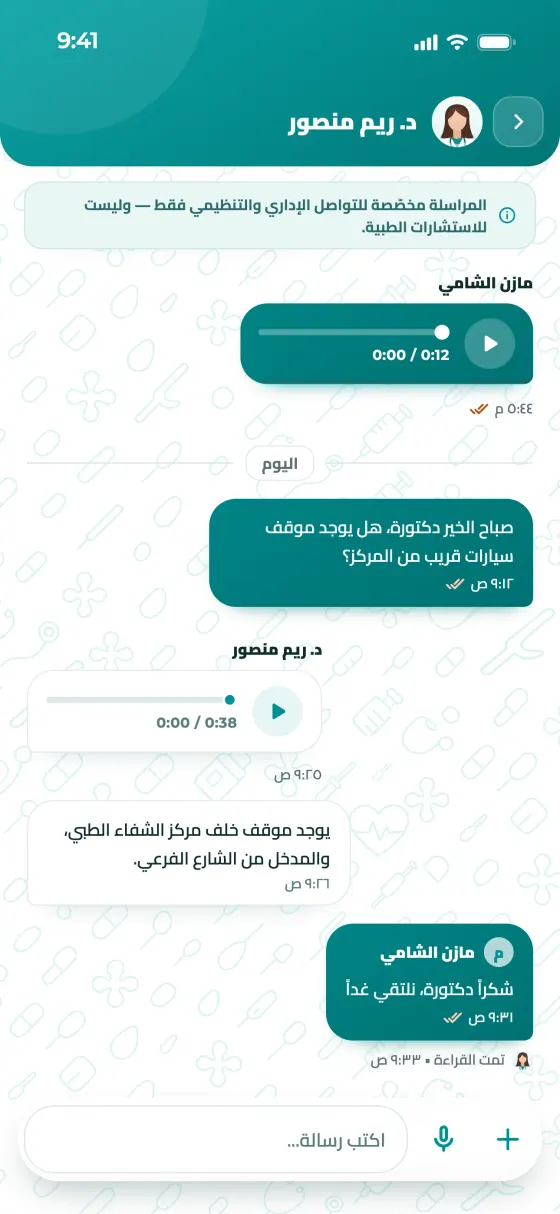 9:41
د. ريم منصور
المراسلة مخصّصة للتواصل الإداري والتنظيمي فقط — وليست
للاستشارات الطبية.
مازن الشامي
0:00 / 0:12
٥:٤٤ م
اليوم
صباح الخير دكتورة، هل يوجد موقف
سيارات قريب من المركز؟
٩:١٢ ص
د. ريم منصور
0:00 / 0:38
٩:٢٥ ص
يوجد موقف خلف مركز الشفاء الطبي،
والمدخل من الشارع الفرعي.
٩:٢٦ ص
م
مازن الشامي
شكراً دكتورة، نلتقي غداً
٩:٣١ ص
تمت القراءة • ٩:٣٣ ص
اكتب رسالة...